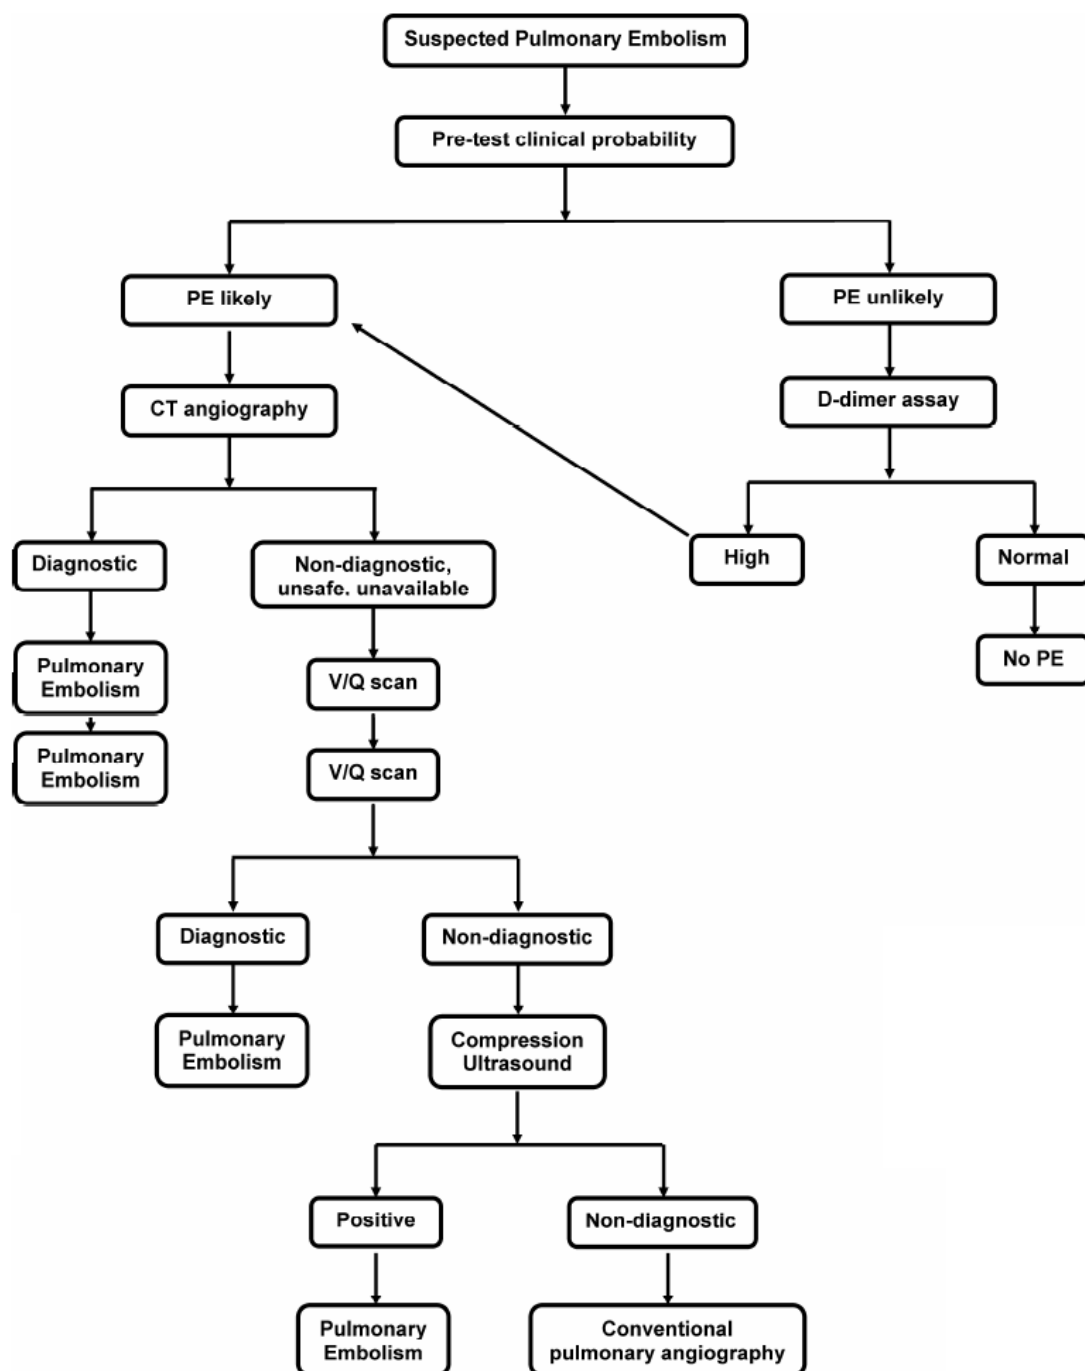 Suspected Pulmonary Embolism
Pre-test clinical probability
PE likely
PE unlikely
CT angiography
D-dimer assay
Diagnostic
Non-diagnostic,
unsafe. unavailable
High
Normal
Pulmonary
Embolism
V/Q scan
No PE
Pulmonary
Embolism
V/Q scan
Diagnostic
Non-diagnostic
Pulmonary
Embolism
Compression
Ultrasound
Positive
Non-diagnostic
Pulmonary
Embolism
Conventional
pulmonary angiography